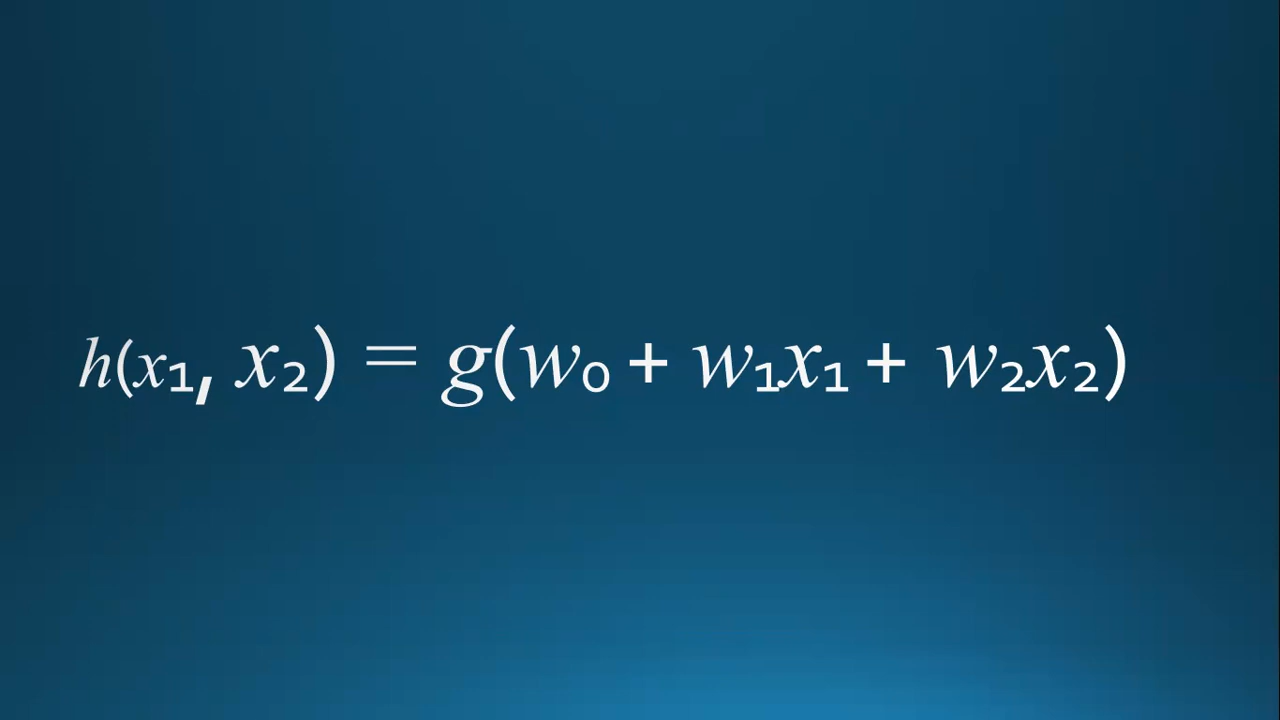 h(x₁, x₂) = g(w₀ + w₁x₁ + w₂x₂)